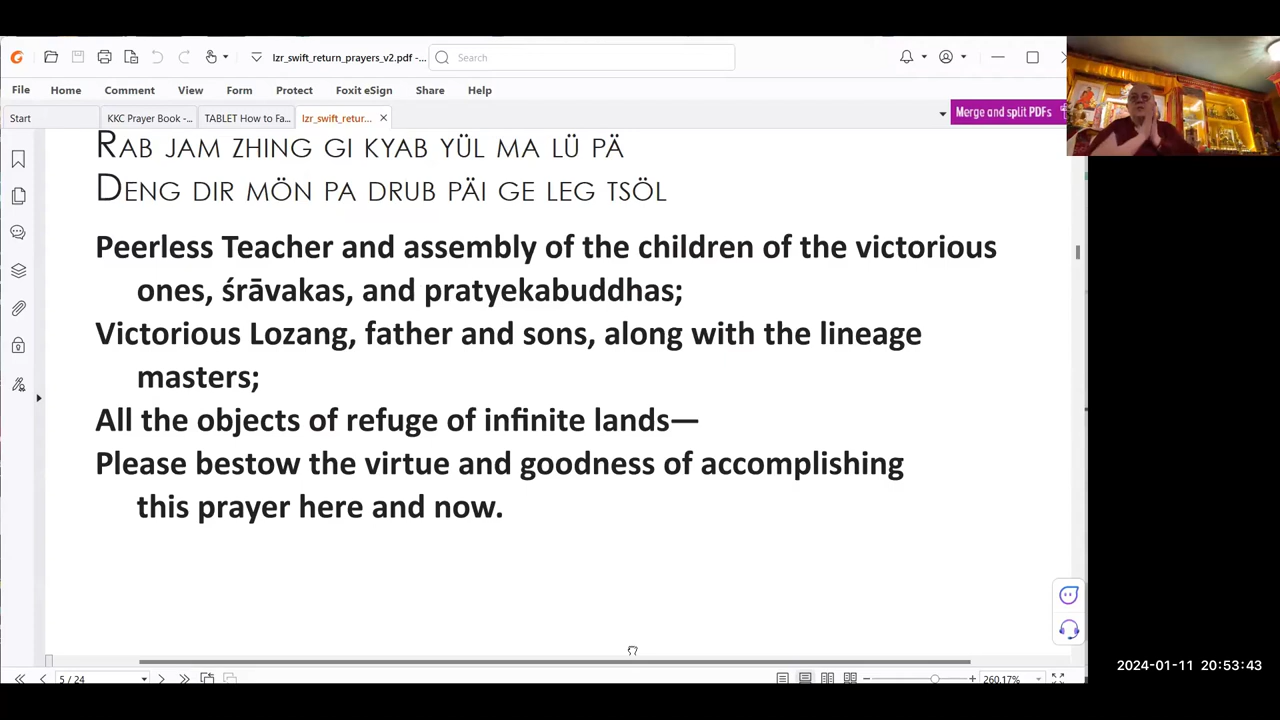 lzr_swift_return_prayers_v2.pdf -...
Search
File Home Comment View Form Protect Foxit eSign Share Help
Start KKC Prayer Book -... TABLET How to Fa... lzr_swift_retur...
Merge and split PDFs
RAB JAM ZHING GI KYAB YÜL MA LÜ PÄ
DENG DIR MÖN PA DRUB PÄI GE LEG TSÖL
Peerless Teacher and assembly of the children of the victorious
ones, śrāvakas, and pratyekabuddhas;
Victorious Lozang, father and sons, along with the lineage
masters;
All the objects of refuge of infinite lands—
Please bestow the virtue and goodness of accomplishing
this prayer here and now.
5 / 24
260.17%
2024-01-11 20:53:43